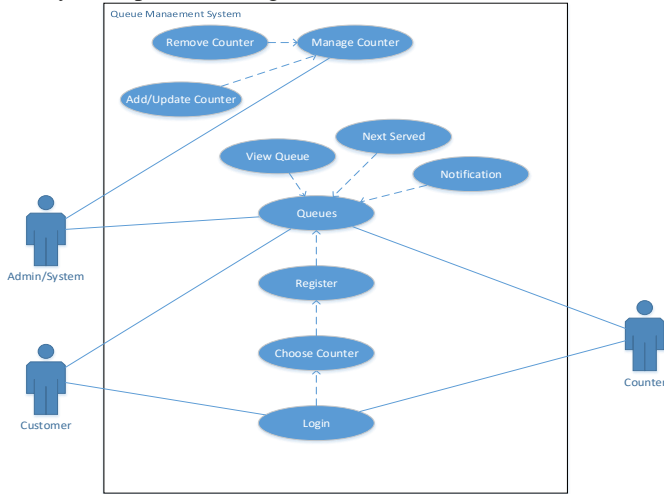 Queue Manaement System
Remove Counter
Manage Counter
Add/Update Counter
Next Served
View Queue
Notification
Queues
Admin/System
Register
Choose Counter
Counter
Customer
Login